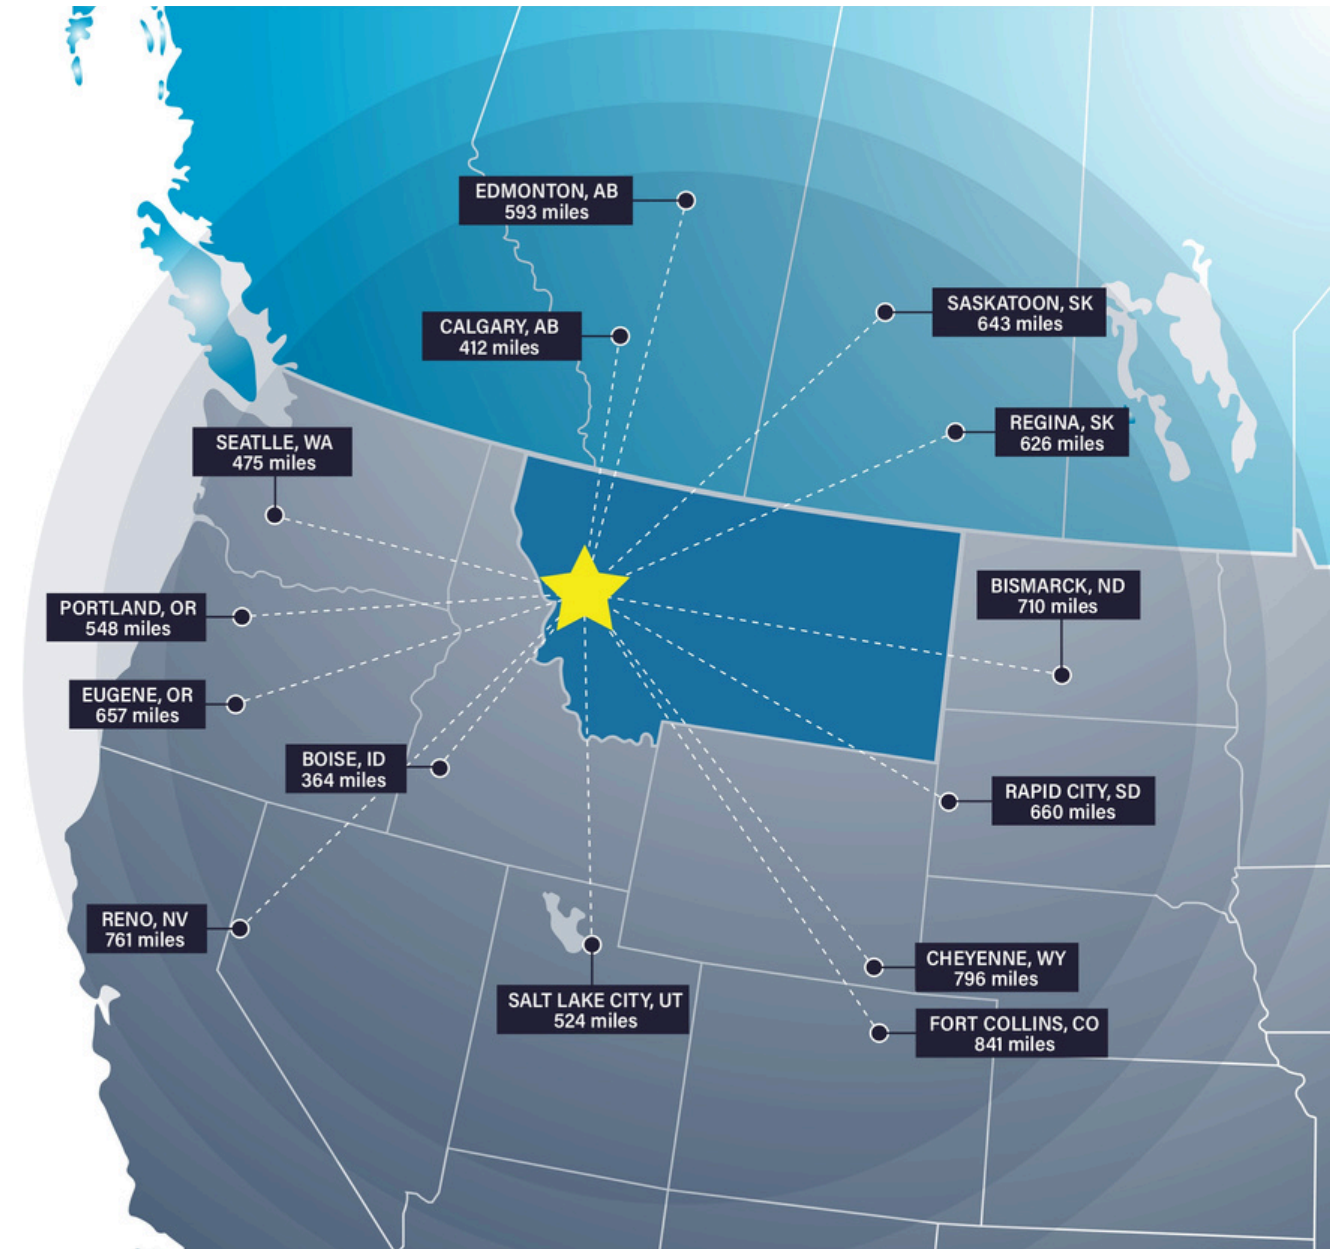 EDMONTON, AB
593 miles
SASKATOON, SK
643 miles
CALGARY, AB
412 miles
REGINA, SK
626 miles
SEATLLE, WA
475 miles
BISMARCK, ND
710 miles
PORTLAND, OR
548 miles
EUGENE, OR
657 miles
BOISE, ID
364 miles
RAPID CITY, SD
660 miles
RENO, NV
761 miles
CHEYENNE, WY
796 miles
SALT LAKE CITY, UT
524 miles
FORT COLLINS, CO
841 miles